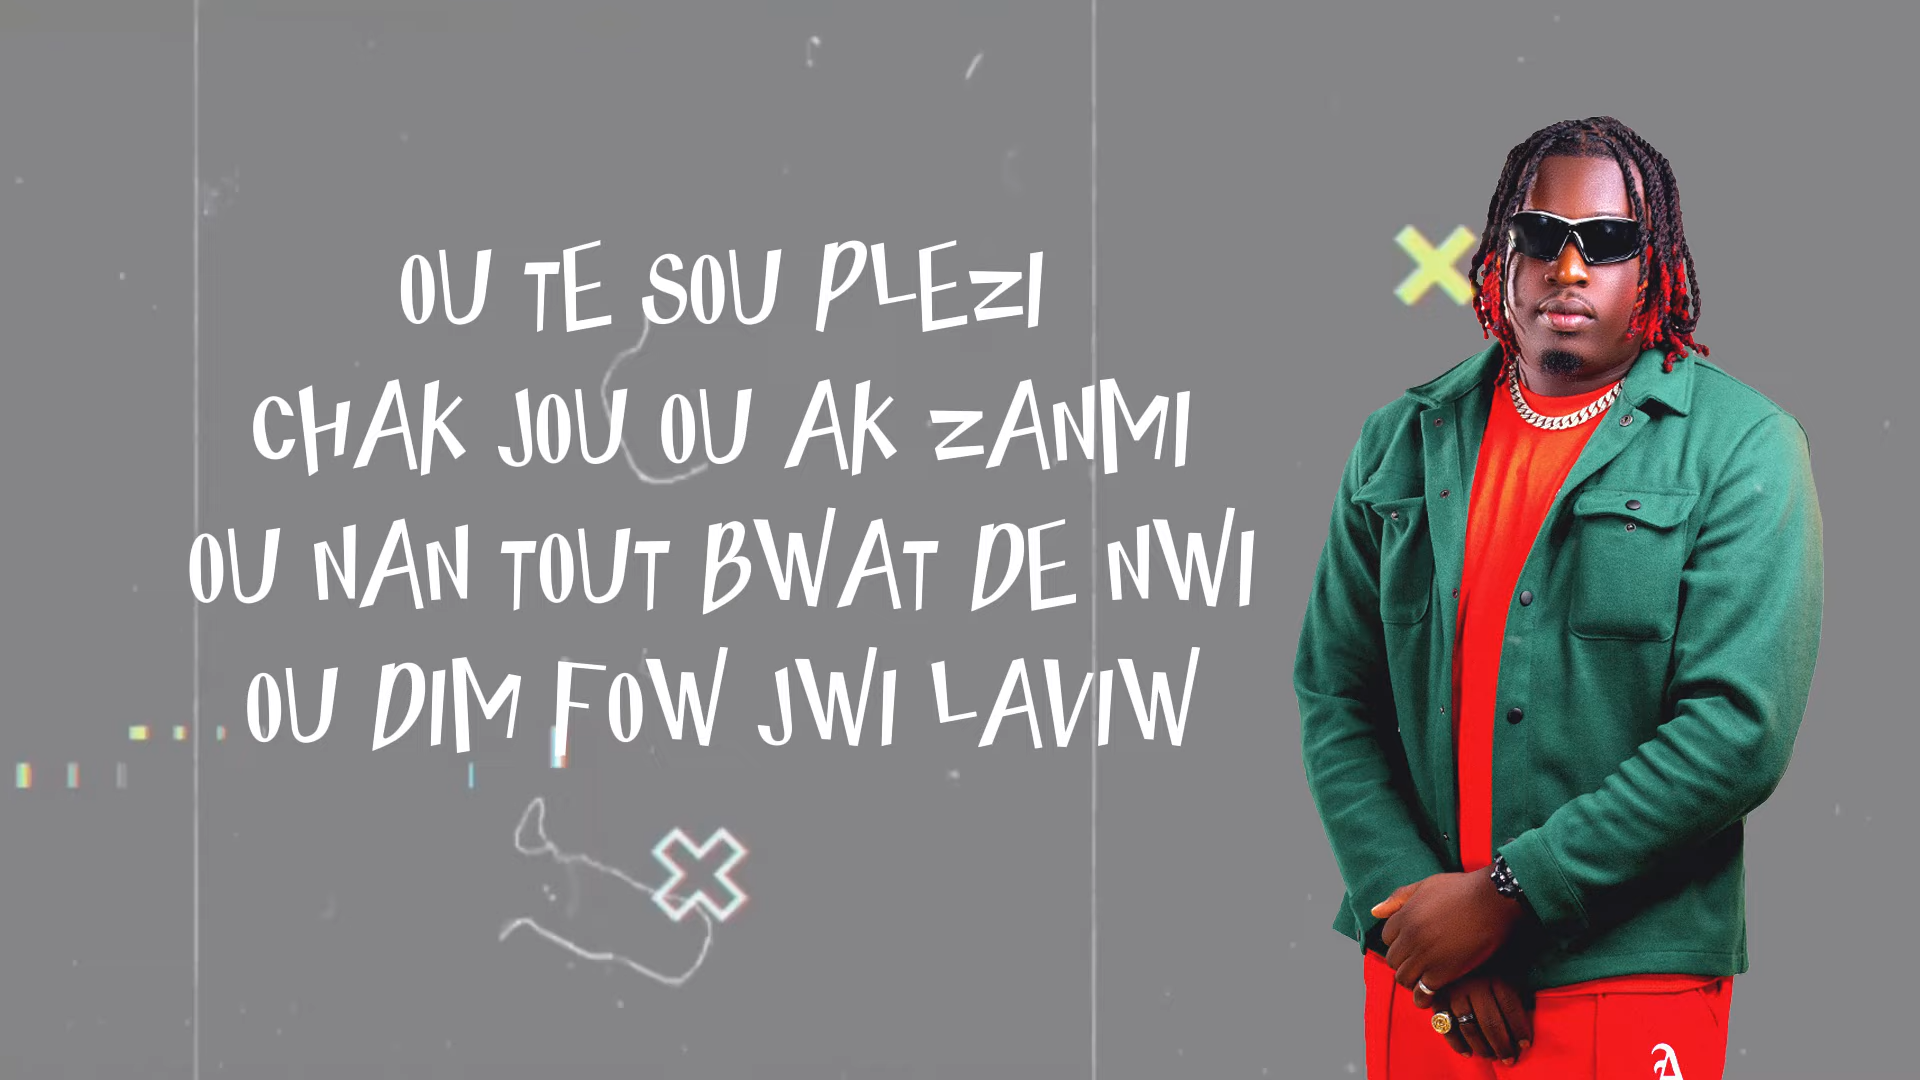 OU TE SOU PLEZI
CHAK JOU OU AK ZANMI
OU NAN TOUT BWAT DE NWI
OU DIM FOW JWI LAVIW
A